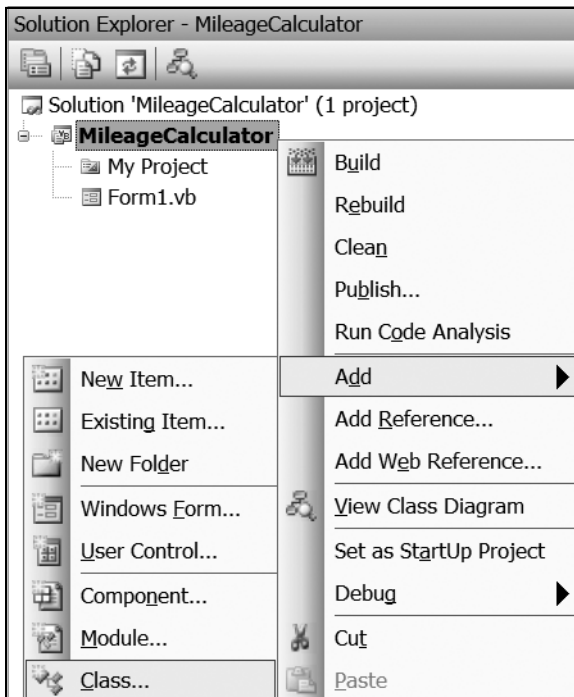 Solution Explorer - MileageCalculator
Solution 'MileageCalculator' (1 project)
MileageCalculator
My Project
Form1.vb
Build
Rebuild
Clean
Publish...
Run Code Analysis
Add
Add Reference...
Add Web Reference...
View Class Diagram
Set as StartUp Project
Debug
Cut
Paste
New Item...
Existing Item...
New Folder
Windows Form...
User Control...
Component...
Module...
Class...